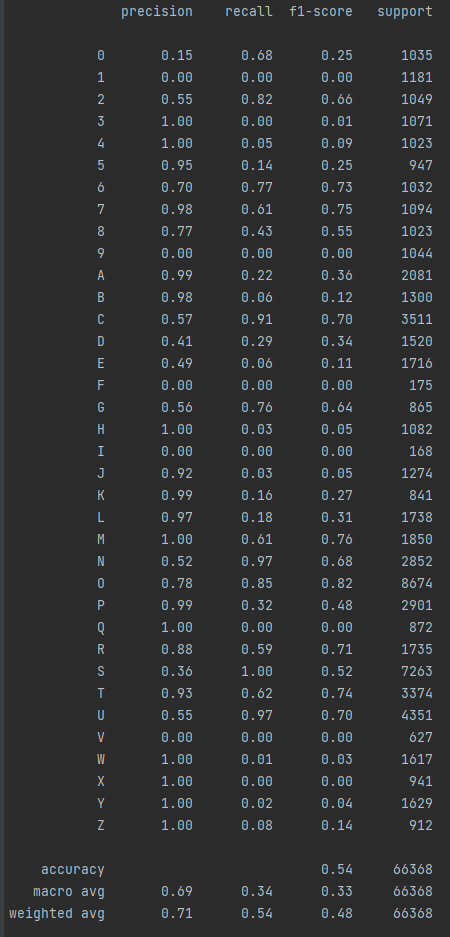 precision recall f1-score support
0 0.15 0.68 0.25 1035
1 0.00 0.00 0.00 1181
2 0.55 0.82 0.66 1049
3 1.00 0.00 0.01 1071
4 1.00 0.05 0.09 1023
5 0.95 0.14 0.25 947
6 0.70 0.77 0.73 1032
7 0.98 0.61 0.75 1094
8 0.77 0.43 0.55 1023
9 0.00 0.00 0.00 1044
A 0.99 0.22 0.36 2081
B 0.98 0.06 0.12 1300
C 0.57 0.91 0.70 3511
D 0.41 0.29 0.34 1520
E 0.49 0.06 0.11 1716
F 0.00 0.00 0.00 175
G 0.56 0.76 0.64 865
H 1.00 0.03 0.05 1082
I 0.00 0.00 0.00 168
J 0.92 0.03 0.05 1274
K 0.99 0.16 0.27 841
L 0.97 0.18 0.31 1738
M 1.00 0.61 0.76 1850
N 0.52 0.97 0.68 2852
O 0.78 0.85 0.82 8674
P 0.99 0.32 0.48 2901
Q 1.00 0.00 0.00 872
R 0.88 0.59 0.71 1735
S 0.36 1.00 0.52 7263
T 0.93 0.62 0.74 3374
U 0.55 0.97 0.70 4351
V 0.00 0.00 0.00 627
W 1.00 0.01 0.03 1617
X 1.00 0.00 0.00 941
Y 1.00 0.02 0.04 1629
Z 1.00 0.08 0.14 912
accuracy 0.54 66368
macro avg 0.69 0.34 0.33 66368
weighted avg 0.71 0.54 0.48 66368